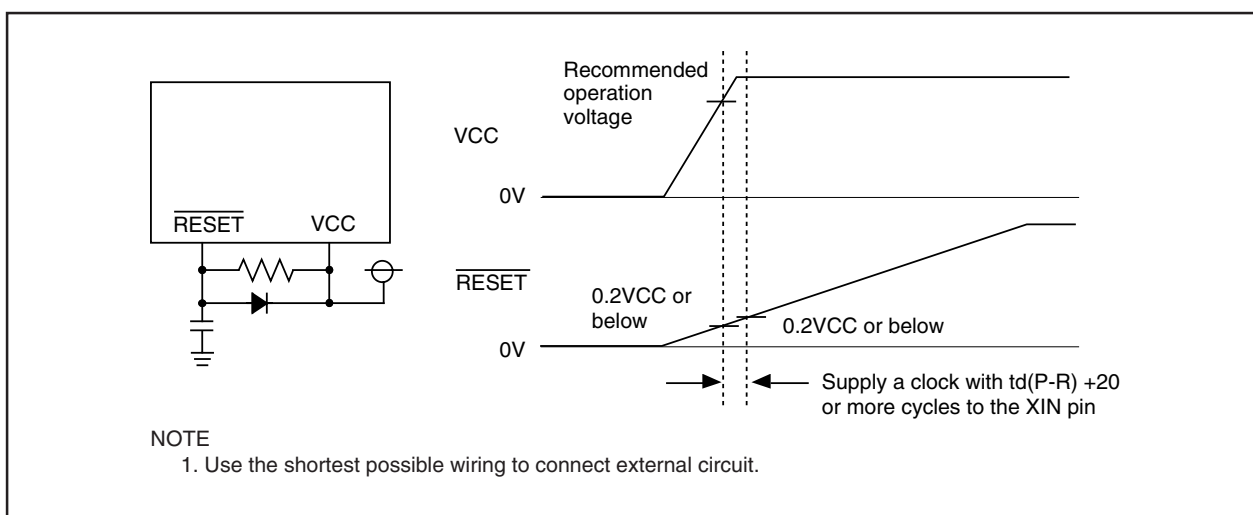 Recommended
operation
voltage
VCC
0V
RESET VCC
RESET
0.2VCC or
below
0.2VCC or below
0V
Supply a clock with td(P-R) +20
or more cycles to the XIN pin
NOTE
1. Use the shortest possible wiring to connect external circuit.